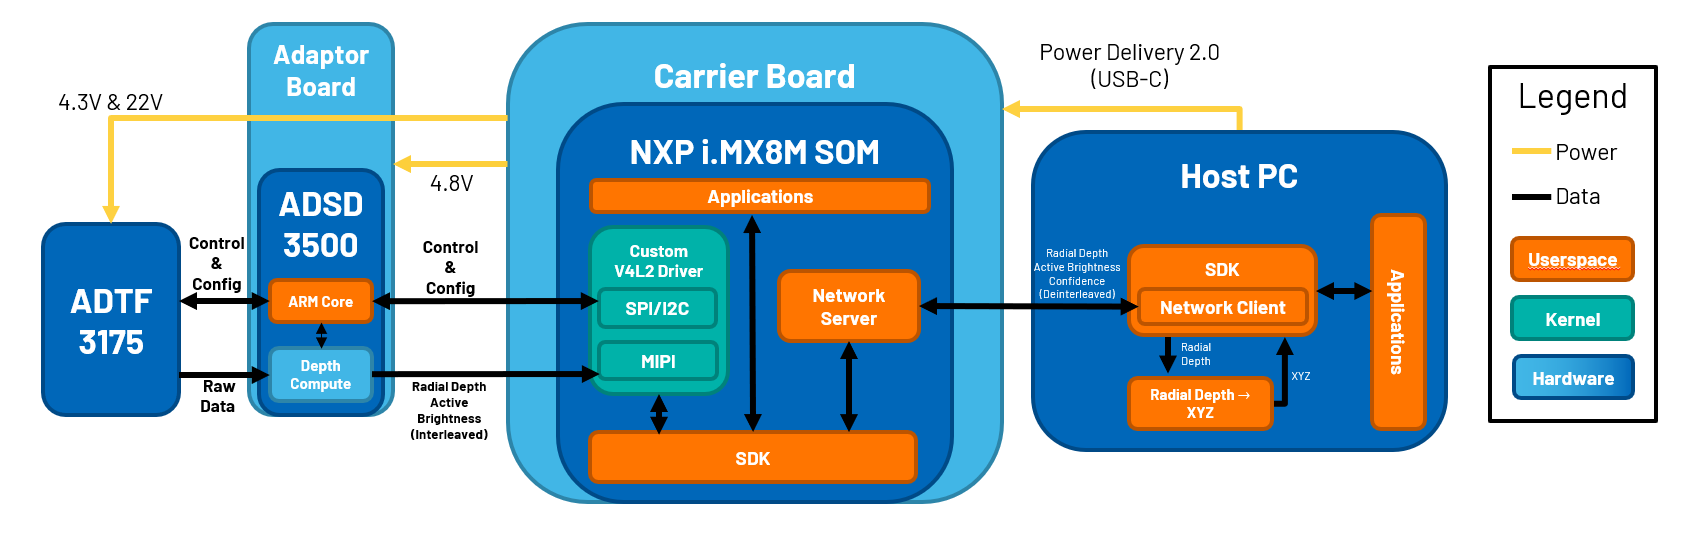 4.3V & 22V
Adaptor
Board
Carrier Board
Power Delivery 2.0
(USB-C)
4.8V
ADTF
3175
Control
&
Config
Raw
Data
ADSD
3500
ARM Core
Depth
Compute
Control
&
Config
Radial Depth
Active
Brightness
(Interleaved)
NXP i.MX8M SOM
Applications
Custom
V4L2 Driver
SPI/I2C
MIPI
Network
Server
SDK
Host PC
Radial Depth
Active Brightness
Confidence
(Deinterleaved)
SDK
Network Client
Radial
Depth
XYZ
Radial Depth →
XYZ
Applications
Legend
Power
Data
Userspace
Kernel
Hardware